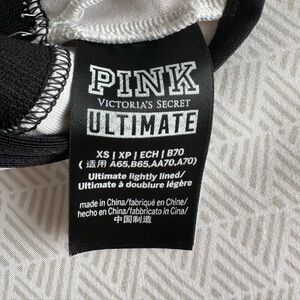 PINK
VICTORIA'S SECRET
ULTIMATE
XS | XP | ECH | B70
(适用 A65,B65,AA70,A70)
Ultimate lightly lined/
Ultimate à doublure légère
made in China/fabriqué en Chine/
hecho en China/fabbricato in Cina/
中国制造